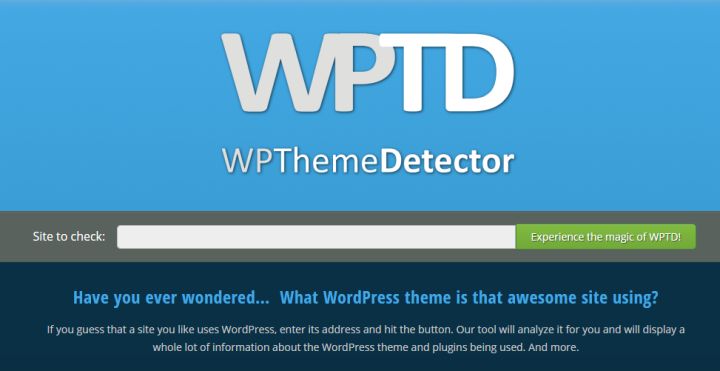 WPTD
WPThemeDetector
Site to check:
Experience the magic of WPTD!
Have you ever wondered... What WordPress theme is that awesome site using?
If you guess that a site you like uses WordPress, enter its address and hit the button. Our tool will analyze it for you and will display a
whole lot of information about the WordPress theme and plugins being used. And more.